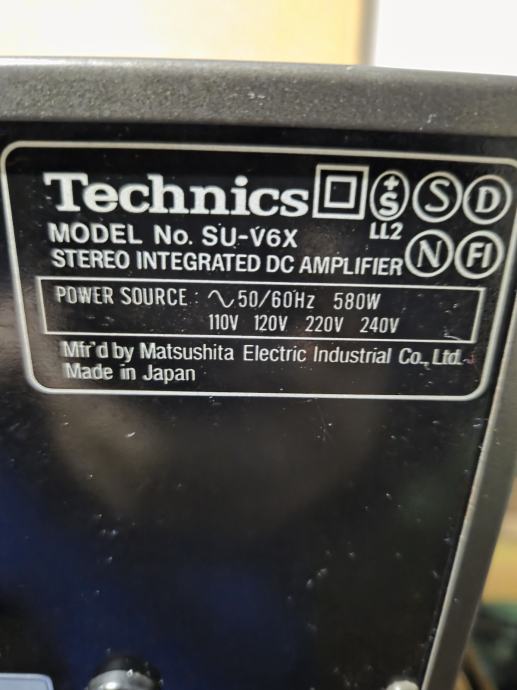 Technics
+S S D
MODEL No. SU-V6X LL2
STEREO INTEGRATED DC AMPLIFIER N FI
POWER SOURCE : ∿ 50/60Hz 580W
110V 120V 220V 240V
Mfr'd by Matsushita Electric Industrial Co., Ltd.
Made in Japan